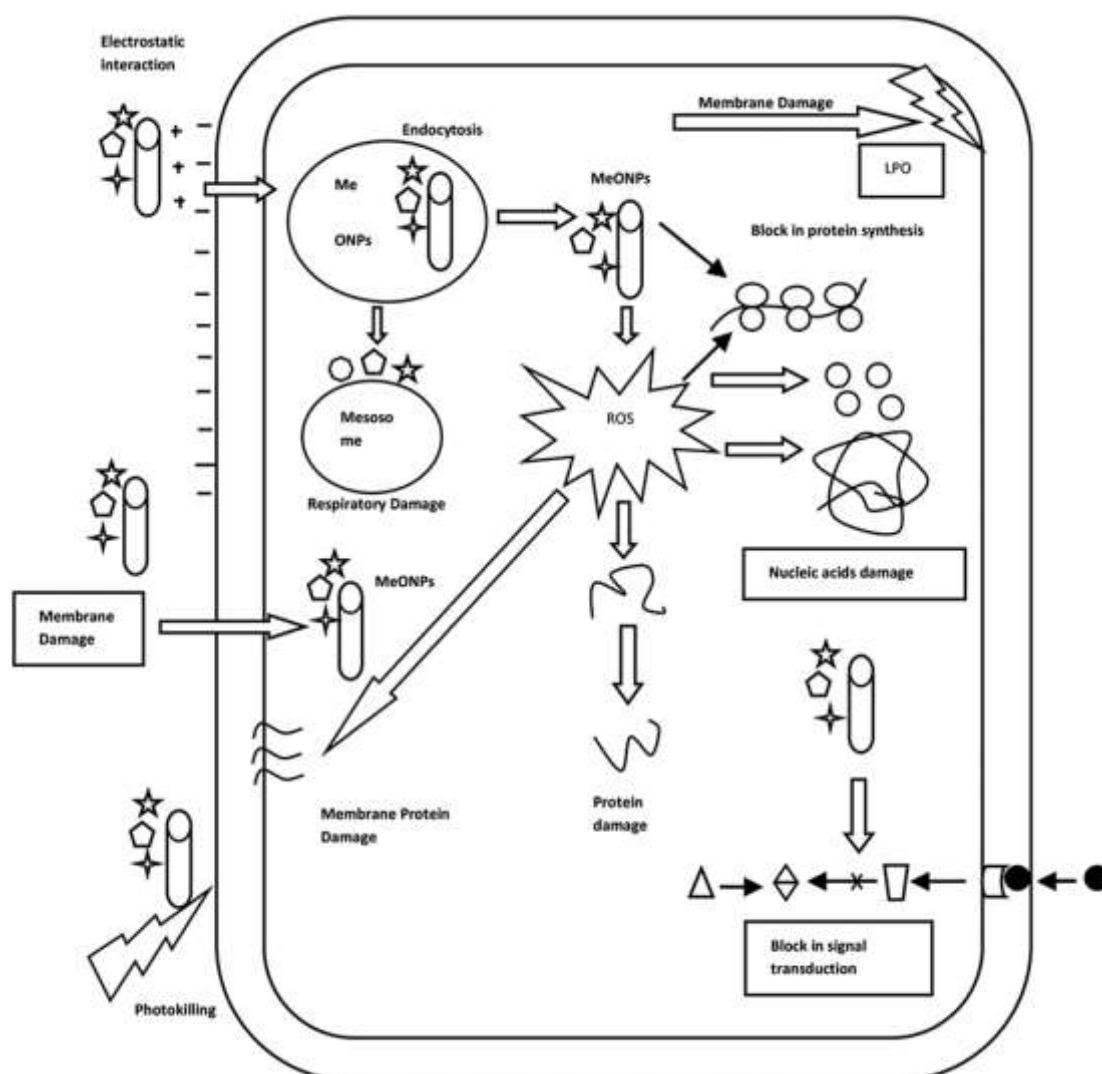 Electrostatic
interaction
Membrane Damage
LPO
Endocytosis
Me
ONPs
MeONPs
Block in protein synthesis
ROS
Mesoso
me
Respiratory Damage
MeONPs
Nucleic acids damage
Membrane
Damage
Membrane Protein
Damage
Protein
damage
Block in signal
transduction
Photokilling